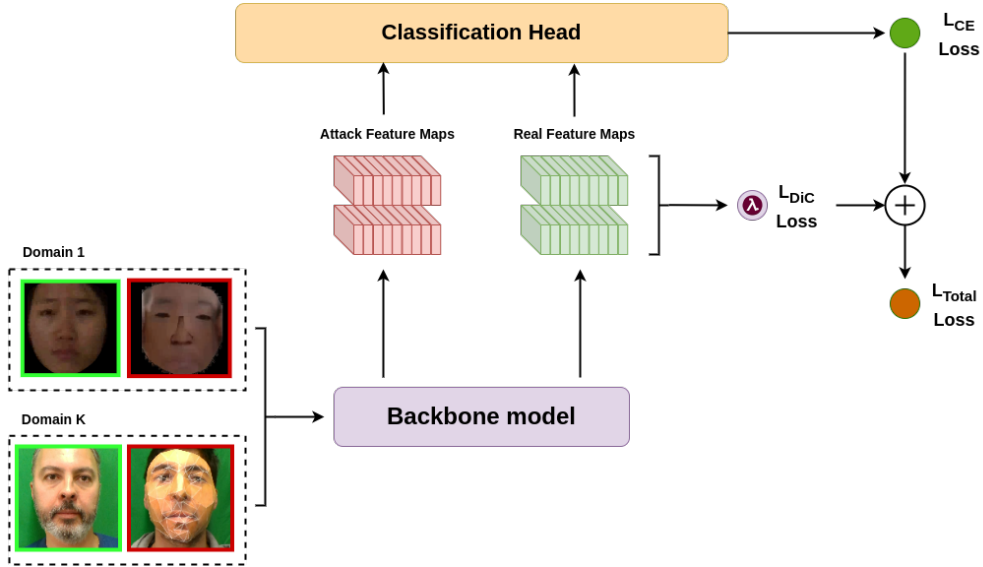 Classification Head
L_CE
Loss
Attack Feature Maps
Real Feature Maps
λ
L_DiC
Loss
+
Domain 1
L_Total
Loss
Backbone model
Domain K